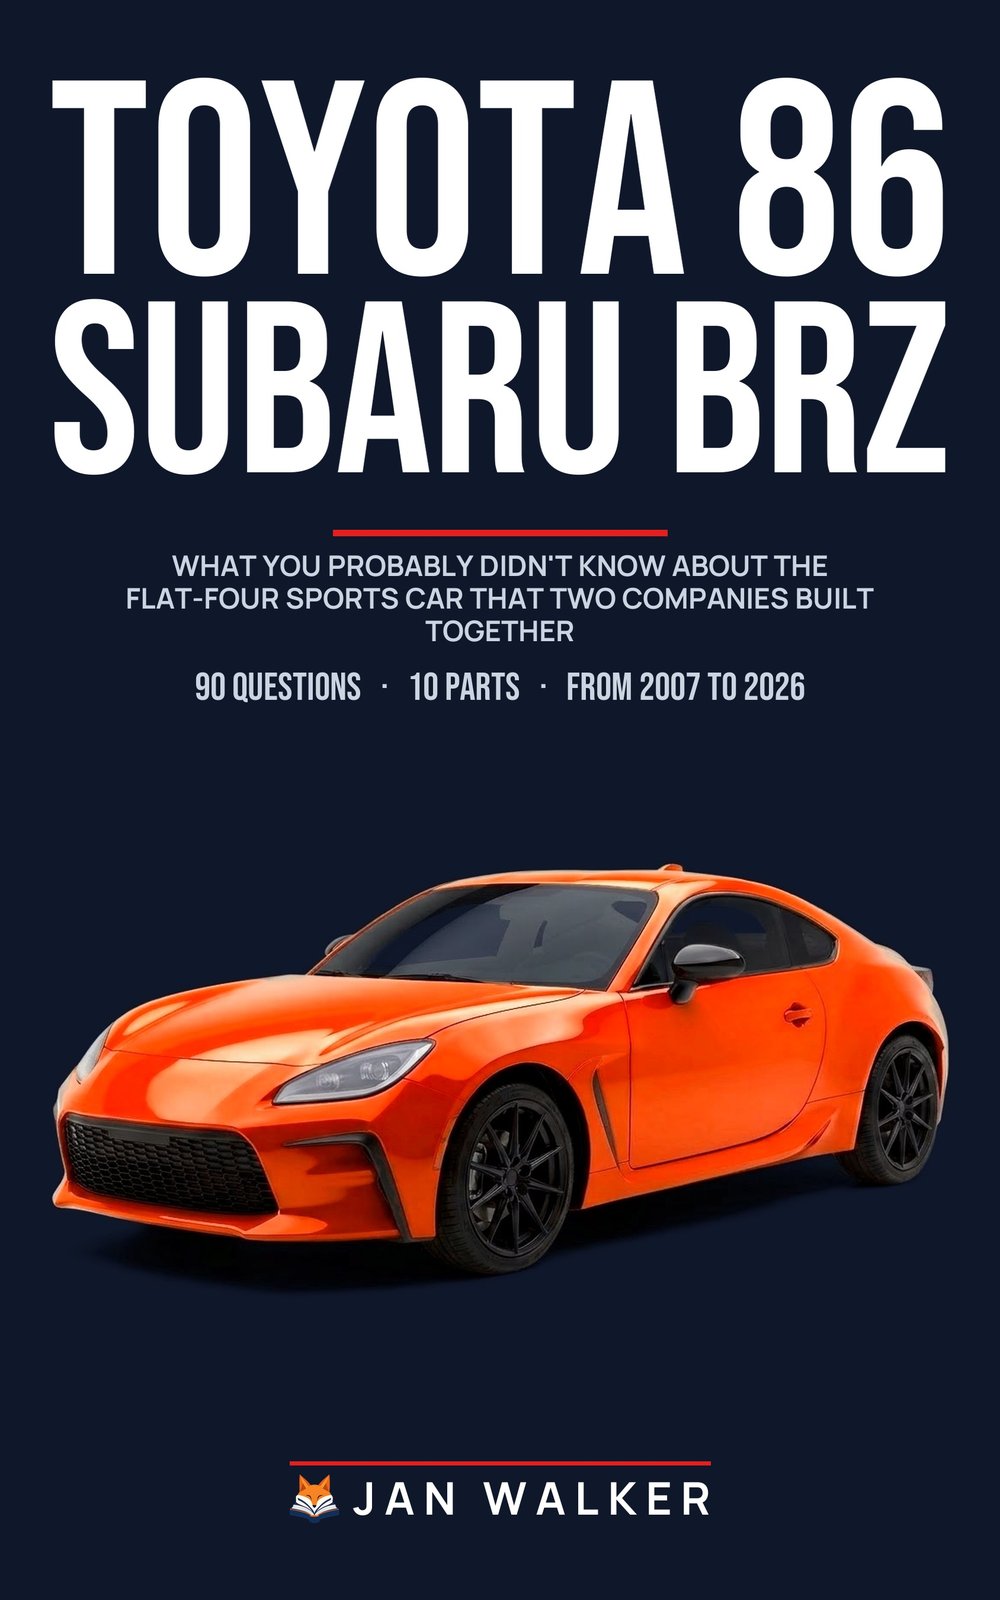 TOYOTA 86
SUBARU BRZ
WHAT YOU PROBABLY DIDN'T KNOW ABOUT THE
FLAT-FOUR SPORTS CAR THAT TWO COMPANIES BUILT
TOGETHER
90 QUESTIONS · 10 PARTS · FROM 2007 TO 2026
JAN WALKER